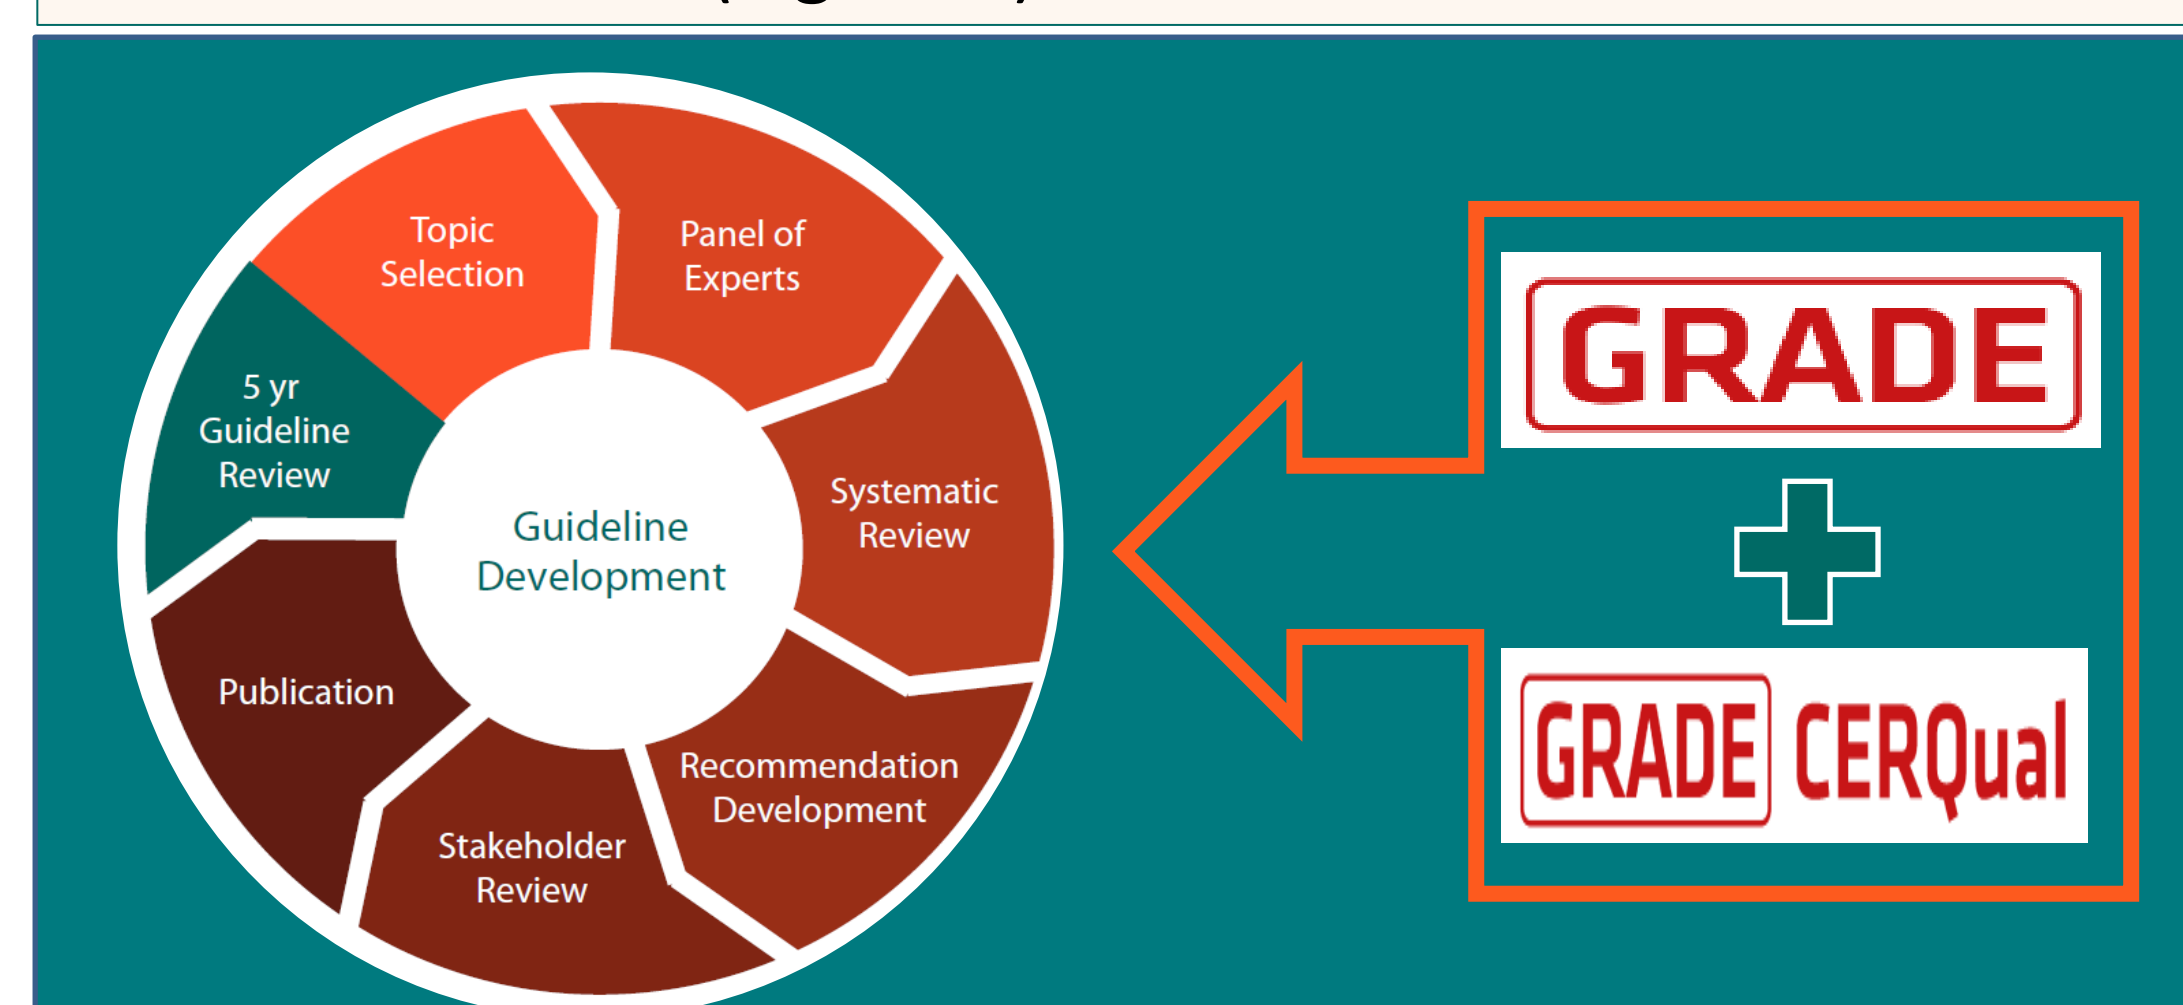 Topic
Selection
Panel of
Experts
Systematic
Review
Recommendation
Development
Stakeholder
Review
Publication
5 yr
Guideline
Review
Guideline
Development
GRADE
GRADE CERQual